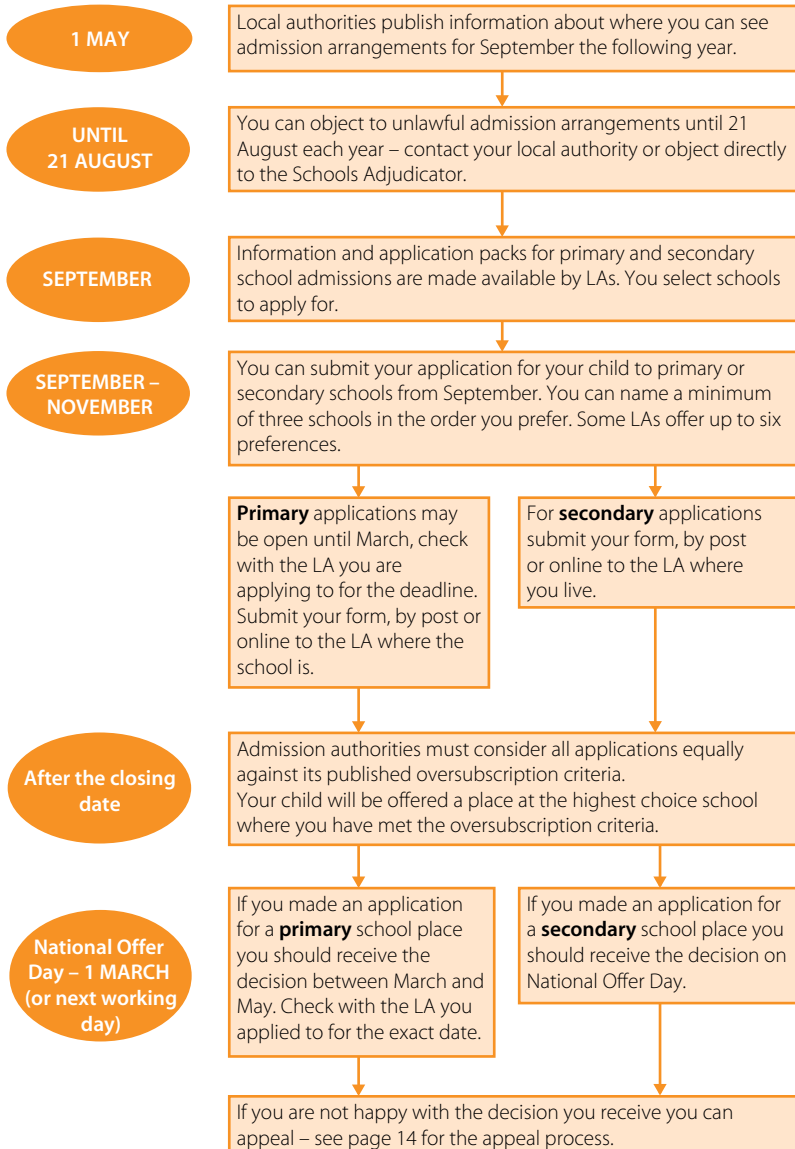 1 MAY
Local authorities publish information about where you can see
admission arrangements for September the following year.
UNTIL
21 AUGUST
You can object to unlawful admission arrangements until 21
August each year – contact your local authority or object directly
to the Schools Adjudicator.
SEPTEMBER
Information and application packs for primary and secondary
school admissions are made available by LAs. You select schools
to apply for.
SEPTEMBER –
NOVEMBER
You can submit your application for your child to primary or
secondary schools from September. You can name a minimum
of three schools in the order you prefer. Some LAs offer up to six
preferences.
Primary applications may
be open until March, check
with the LA you are
applying to for the deadline.
Submit your form, by post or
online to the LA where the
school is.
For secondary applications
submit your form, by post
or online to the LA where
you live.
After the closing
date
Admission authorities must consider all applications equally
against its published oversubscription criteria.
Your child will be offered a place at the highest choice school
where you have met the oversubscription criteria.
National Offer
Day – 1 MARCH
(or next working
day)
If you made an application
for a primary school place
you should receive the
decision between March and
May. Check with the LA you
applied to for the exact date.
If you made an application for
a secondary school place you
should receive the decision on
National Offer Day.
If you are not happy with the decision you receive you can
appeal – see page 14 for the appeal process.